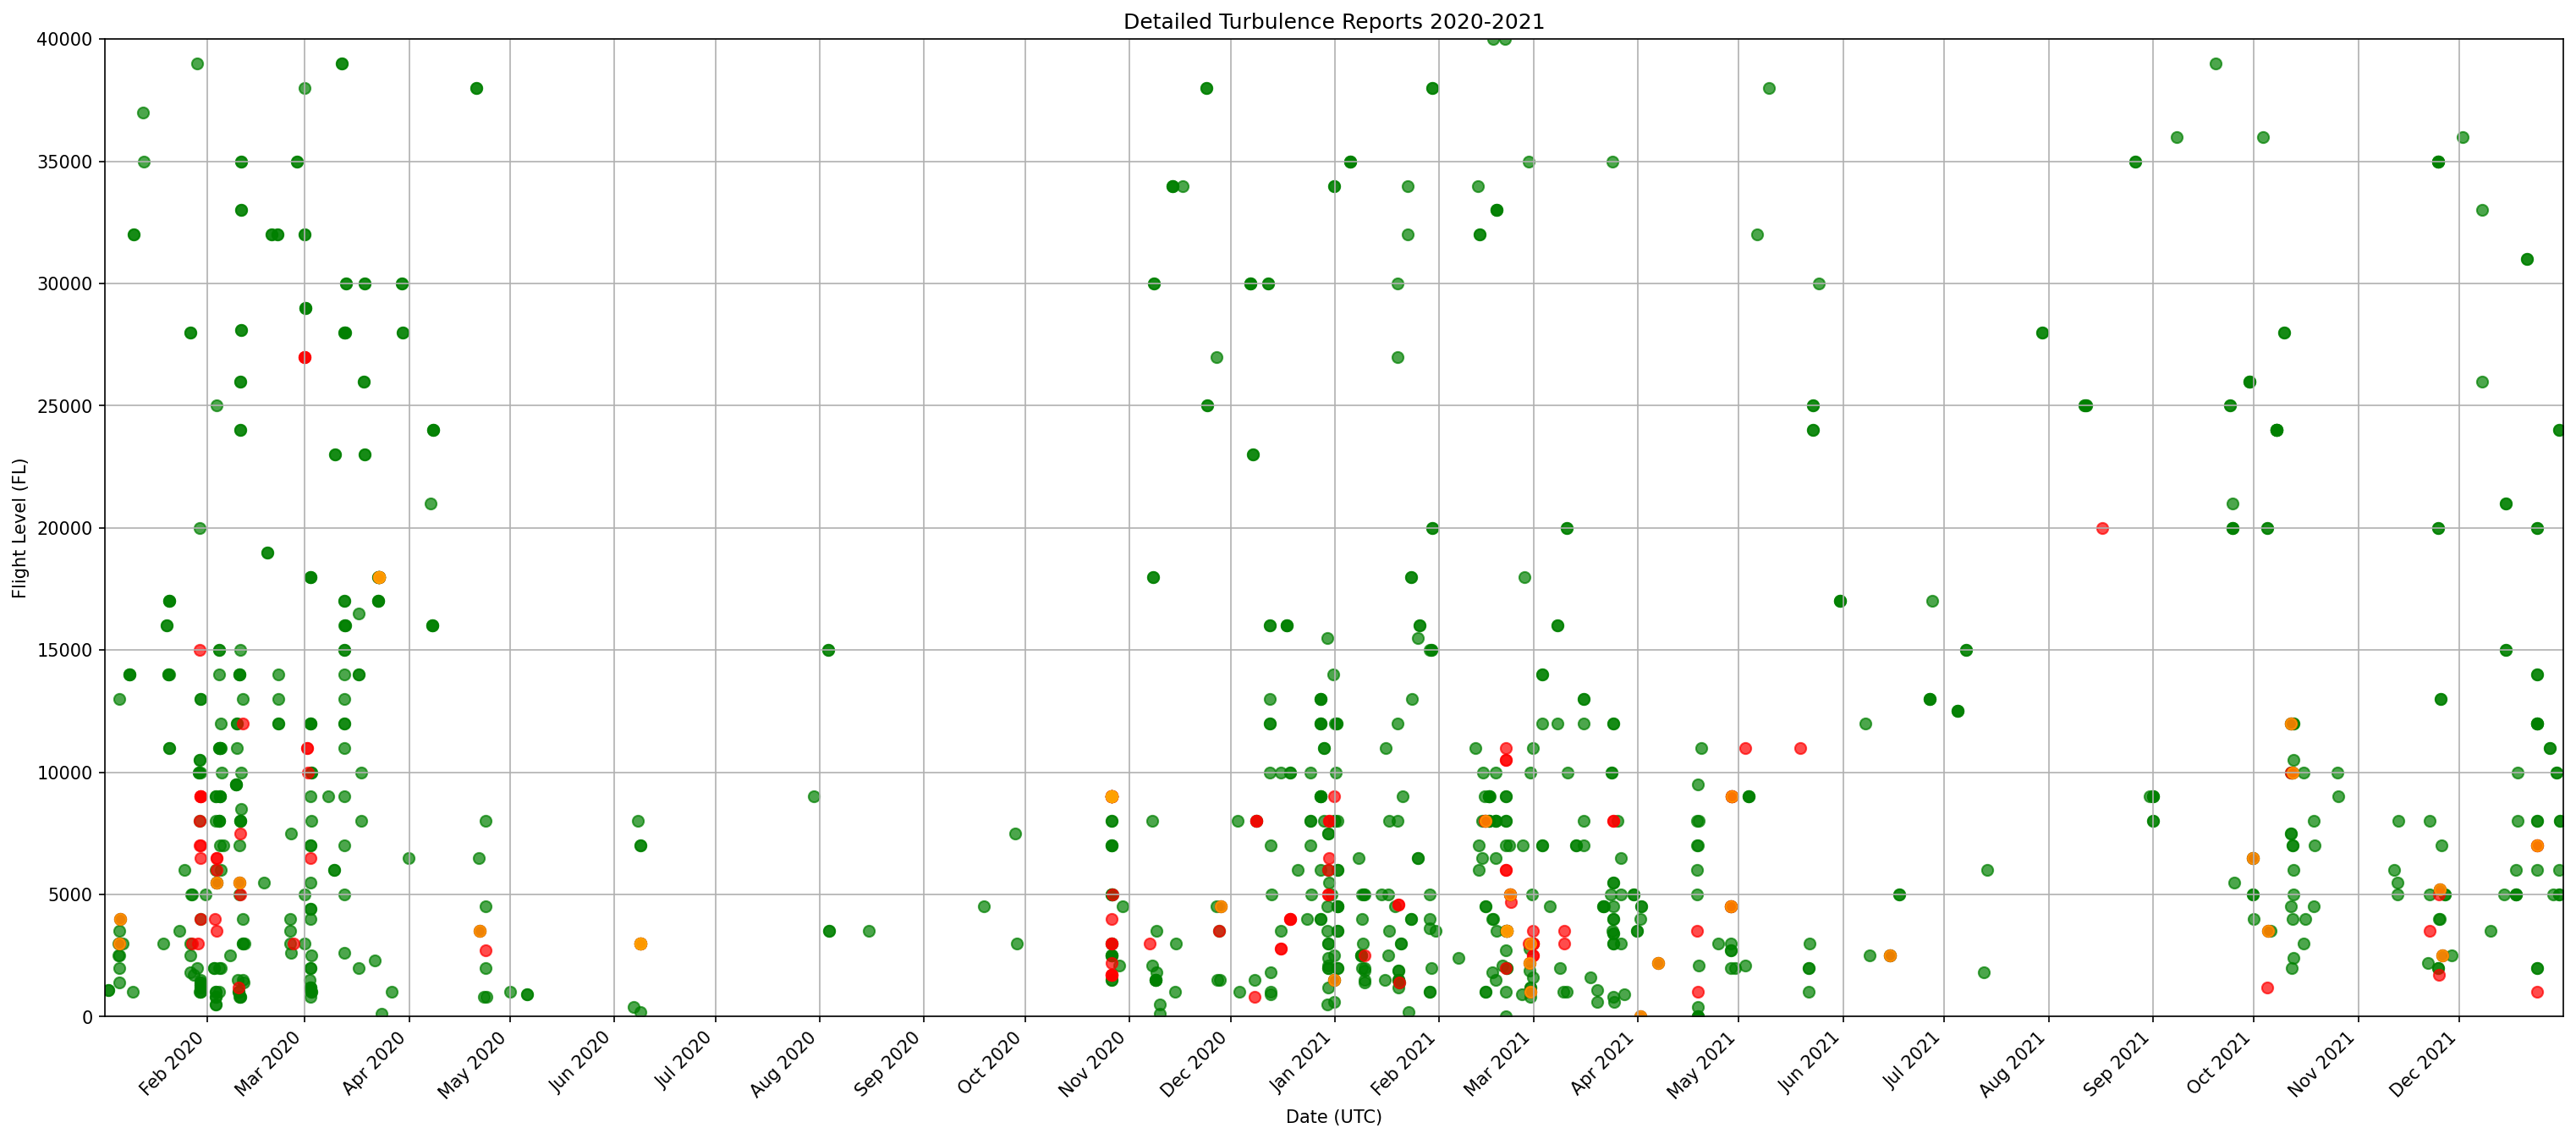 Detailed Turbulence Reports 2020-2021
Flight Level (FL)
40000
35000
30000
25000
20000
15000
10000
5000
0
Feb 2020
Mar 2020
Apr 2020
May 2020
Jun 2020
Jul 2020
Aug 2020
Sep 2020
Oct 2020
Nov 2020
Dec 2020
Jan 2021
Feb 2021
Mar 2021
Apr 2021
May 2021
Jun 2021
Jul 2021
Aug 2021
Sep 2021
Oct 2021
Nov 2021
Dec 2021
Date (UTC)